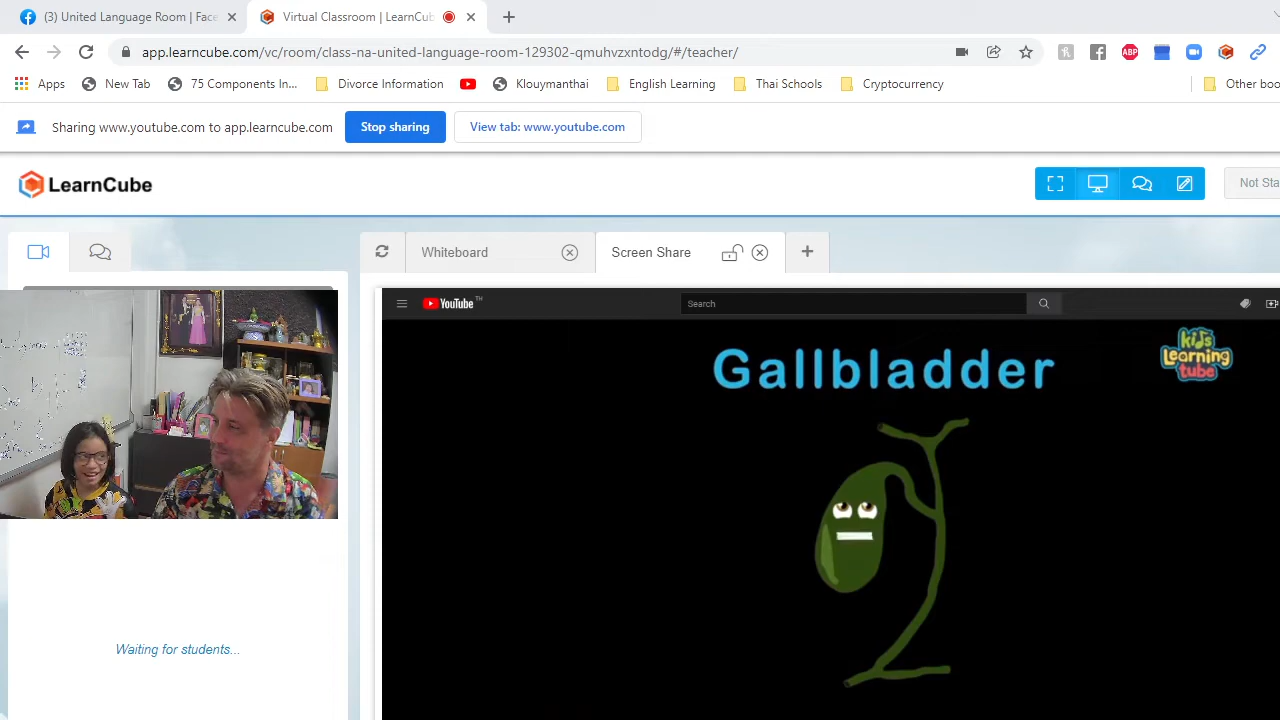 (3) United Language Room | Face
Virtual Classroom | LearnCube
app.learncube.com/vc/room/class-na-united-language-room-129302-qmuhvzxntodg/#/teacher/
ABP
Apps New Tab 75 Components In... Divorce Information Klouymanthai English Learning Thai Schools Cryptocurrency Other boo
Sharing www.youtube.com to app.learncube.com Stop sharing View tab: www.youtube.com
LearnCube
Not Sta
Whiteboard Screen Share
YouTube TH Search
Gallbladder
kids
Learning
tube
Waiting for students...